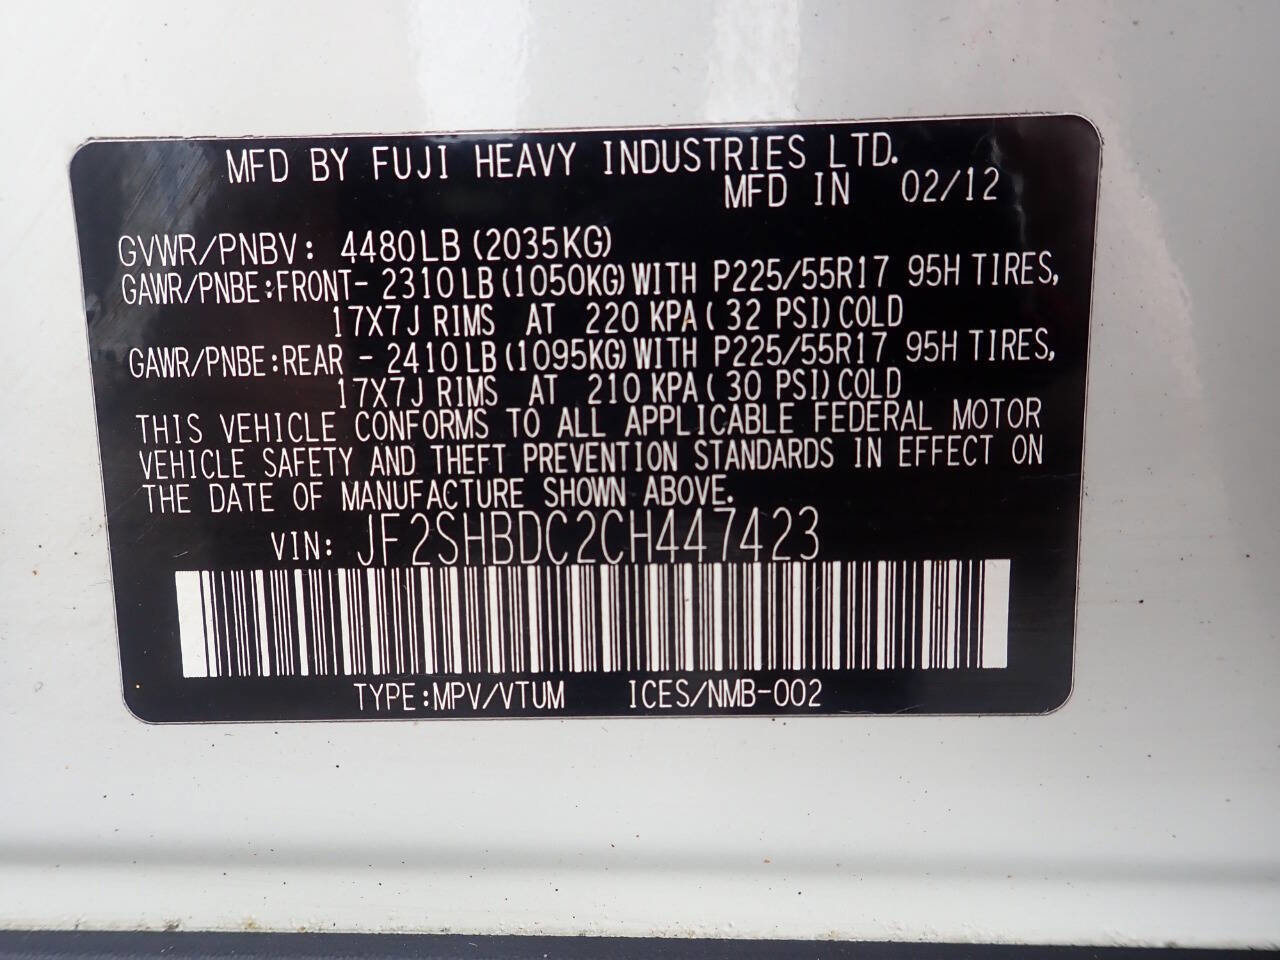 MFD BY FUJI HEAVY INDUSTRIES LTD.
MFD IN 02/12
GVWR/PNBV: 4480LB (2035KG)
GAWR/PNBE:FRONT- 2310LB (1050KG) WITH P225/55R17 95H TIRES,
17X7J RIMS AT 220 KPA ( 32 PSI) COLD
GAWR/PNBE:REAR - 2410LB (1095KG) WITH P225/55R17 95H TIRES,
17X7J RIMS AT 210 KPA ( 30 PSI) COLD
THIS VEHICLE CONFORMS TO ALL APPLICABLE FEDERAL MOTOR
VEHICLE SAFETY AND THEFT PREVENTION STANDARDS IN EFFECT ON
THE DATE OF MANUFACTURE SHOWN ABOVE.
VIN: JF2SHBDC2CH447423
TYPE:MPV/VTUM ICES/NMB-002